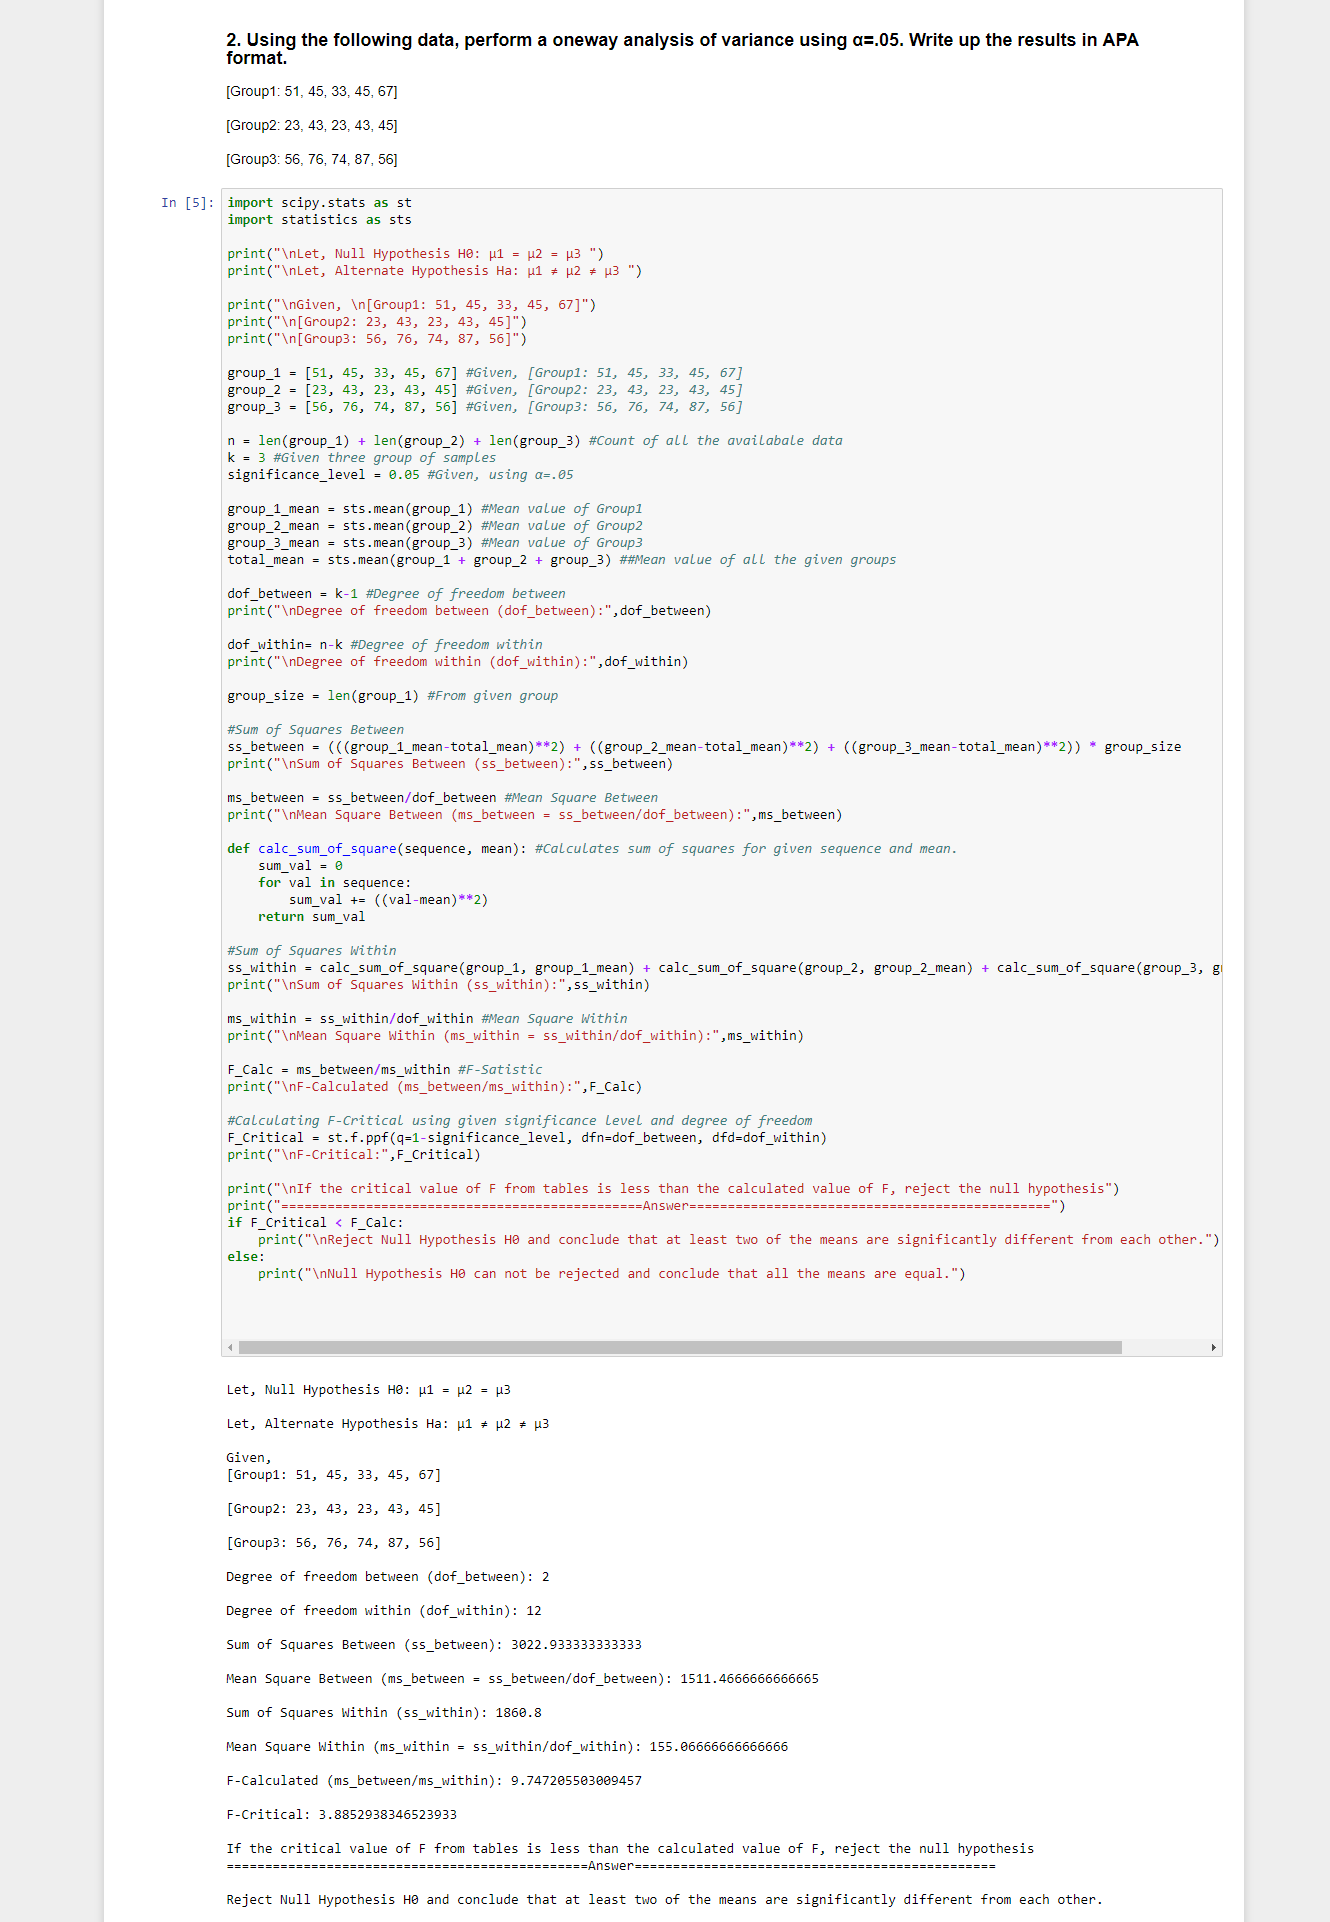 2. Using the following data, perform a oneway analysis of variance using α=.05. Write up the results in APA
format.
[Group1: 51, 45, 33, 45, 67]
[Group2: 23, 43, 23, 43, 45]
[Group3: 56, 76, 74, 87, 56]
In [5]:
import scipy.stats as st
import statistics as sts
print("\nLet, Null Hypothesis H0: μ1 = μ2 = μ3 ")
print("\nLet, Alternate Hypothesis Ha: μ1 ≠ μ2 ≠ μ3 ")
print("\nGiven, \n[Group1: 51, 45, 33, 45, 67]")
print("\n[Group2: 23, 43, 23, 43, 45]")
print("\n[Group3: 56, 76, 74, 87, 56]")
group_1 = [51, 45, 33, 45, 67] #Given, [Group1: 51, 45, 33, 45, 67]
group_2 = [23, 43, 23, 43, 45] #Given, [Group2: 23, 43, 23, 43, 45]
group_3 = [56, 76, 74, 87, 56] #Given, [Group3: 56, 76, 74, 87, 56]
n = len(group_1) + len(group_2) + len(group_3) #Count of all the availabale data
k = 3 #Given three group of samples
significance_level = 0.05 #Given, using α=.05
group_1_mean = sts.mean(group_1) #Mean value of Group1
group_2_mean = sts.mean(group_2) #Mean value of Group2
group_3_mean = sts.mean(group_3) #Mean value of Group3
total_mean = sts.mean(group_1 + group_2 + group_3) ##Mean value of all the given groups
dof_between = k-1 #Degree of freedom between
print("\nDegree of freedom between (dof_between):",dof_between)
dof_within= n-k #Degree of freedom within
print("\nDegree of freedom within (dof_within):",dof_within)
group_size = len(group_1) #From given group
#Sum of Squares Between
ss_between = (((group_1_mean-total_mean)**2) + ((group_2_mean-total_mean)**2) + ((group_3_mean-total_mean)**2)) * group_size
print("\nSum of Squares Between (ss_between):",ss_between)
ms_between = ss_between/dof_between #Mean Square Between
print("\nMean Square Between (ms_between = ss_between/dof_between):",ms_between)
def calc_sum_of_square(sequence, mean): #Calculates sum of squares for given sequence and mean.
    sum_val = 0
    for val in sequence:
        sum_val += ((val-mean)**2)
    return sum_val
#Sum of Squares Within
ss_within = calc_sum_of_square(group_1, group_1_mean) + calc_sum_of_square(group_2, group_2_mean) + calc_sum_of_square(group_3, g
print("\nSum of Squares Within (ss_within):",ss_within)
ms_within = ss_within/dof_within #Mean Square Within
print("\nMean Square Within (ms_within = ss_within/dof_within):",ms_within)
F_Calc = ms_between/ms_within #F-Satistic
print("\nF-Calculated (ms_between/ms_within):",F_Calc)
#Calculating F-Critical using given significance level and degree of freedom
F_Critical = st.f.ppf(q=1-significance_level, dfn=dof_between, dfd=dof_within)
print("\nF-Critical:",F_Critical)
print("\nIf the critical value of F from tables is less than the calculated value of F, reject the null hypothesis")
print("===============================================Answer===============================================")
if F_Critical < F_Calc:
    print("\nReject Null Hypothesis H0 and conclude that at least two of the means are significantly different from each other.")
else:
    print("\nNull Hypothesis H0 can not be rejected and conclude that all the means are equal.")
Let, Null Hypothesis H0: μ1 = μ2 = μ3
Let, Alternate Hypothesis Ha: μ1 ≠ μ2 ≠ μ3
Given,
[Group1: 51, 45, 33, 45, 67]
[Group2: 23, 43, 23, 43, 45]
[Group3: 56, 76, 74, 87, 56]
Degree of freedom between (dof_between): 2
Degree of freedom within (dof_within): 12
Sum of Squares Between (ss_between): 3022.933333333333
Mean Square Between (ms_between = ss_between/dof_between): 1511.4666666666665
Sum of Squares Within (ss_within): 1860.8
Mean Square Within (ms_within = ss_within/dof_within): 155.06666666666666
F-Calculated (ms_between/ms_within): 9.747205503009457
F-Critical: 3.8852938346523933
If the critical value of F from tables is less than the calculated value of F, reject the null hypothesis
===============================================Answer===============================================
Reject Null Hypothesis H0 and conclude that at least two of the means are significantly different from each other.